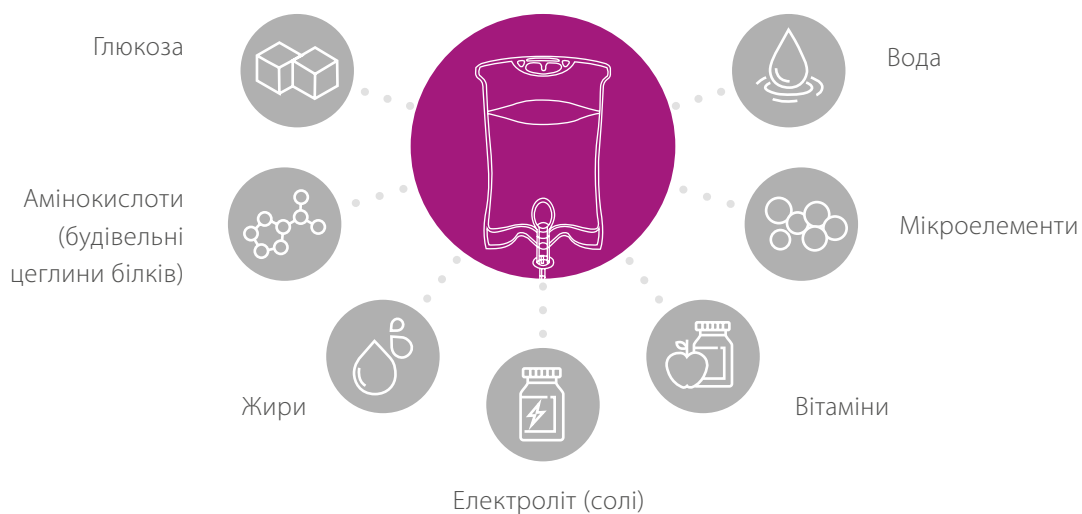 Глюкоза
Вода
Амінокислоти
(будівельні
цеглини білків)
Мікроелементи
Жири
Вітаміни
Електроліт (солі)